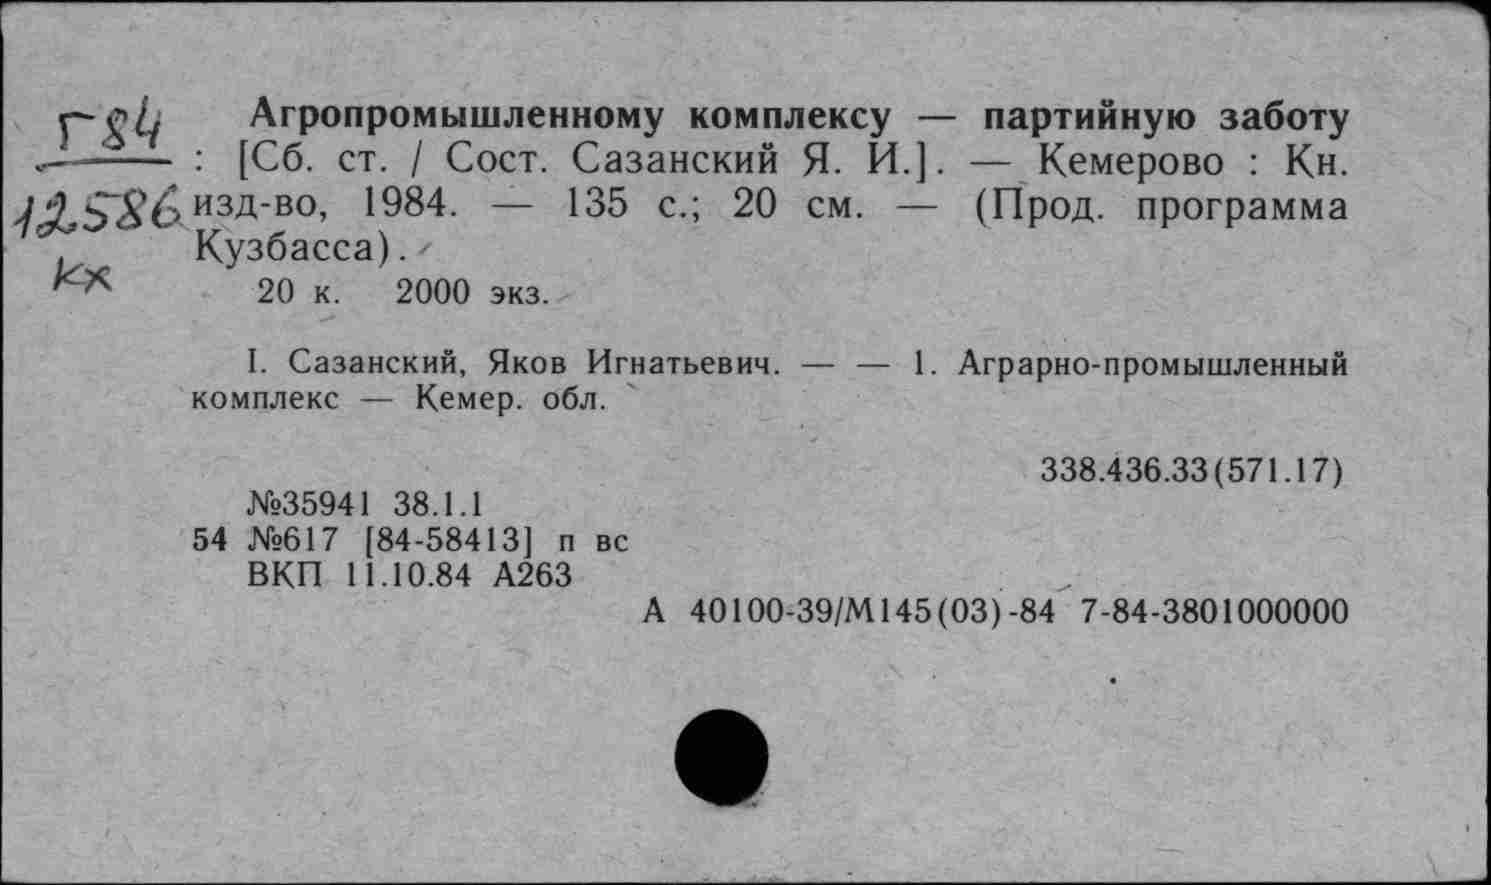 Г84
12586
кх
Агропромышленному комплексу — партийную заботу
: [Сб. ст. / Сост. Сазанский Я. И.]. — Кемерово : Кн.
изд-во, 1984. — 135 с.; 20 см. — (Прод. программа
Кузбасса).
20 к. 2000 экз.
I. Сазанский, Яков Игнатьевич. — — 1. Аграрно-промышленный
комплекс — Кемер. обл.
338.436.33(571.17)
№35941 38.1.1
54 №617 [84-58413] п вс
ВКП 11.10.84 А263
А 40100-39/М145(03)-84 7-84-3801000000